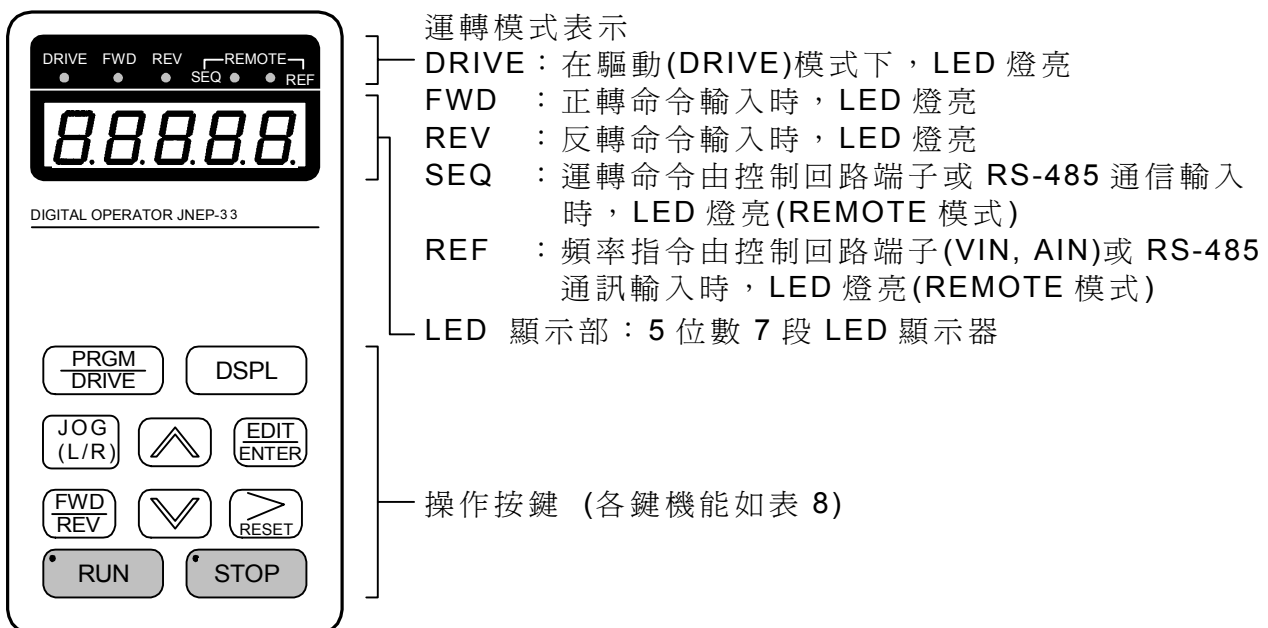 DRIVE FWD REV REMOTE
SEQ REF
88888
DIGITAL OPERATOR JNEP-33
PRGM
DRIVE
DSPL
JOG
(L/R)
EDIT
ENTER
FWD
REV
RESET
RUN
STOP
運轉模式表示
DRIVE：在驅動(DRIVE)模式下，LED 燈亮
FWD ：正轉命令輸入時，LED 燈亮
REV ：反轉命令輸入時，LED 燈亮
SEQ ：運轉命令由控制回路端子或 RS-485 通信輸入
時，LED 燈亮(REMOTE 模式)
REF ：頻率指令由控制回路端子(VIN, AIN)或 RS-485
通訊輸入時，LED 燈亮(REMOTE 模式)
LED 顯示部：5 位數 7 段 LED 顯示器
操作按鍵 (各鍵機能如表 8)